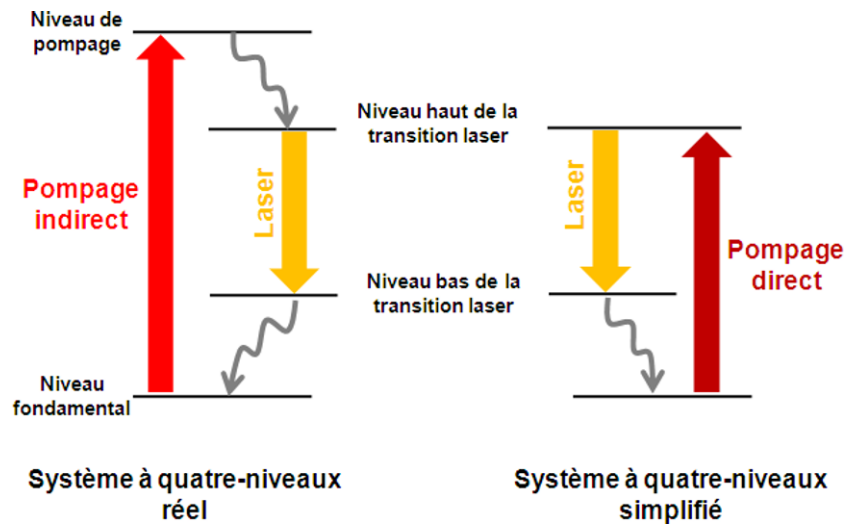 Niveau de
pompage
Niveau haut de la
transition laser
Pompage
indirect
Laser
Laser
Pompage
direct
Niveau bas de la
transition laser
Niveau
fondamental
Système à quatre-niveaux
réel
Système à quatre-niveaux
simplifié